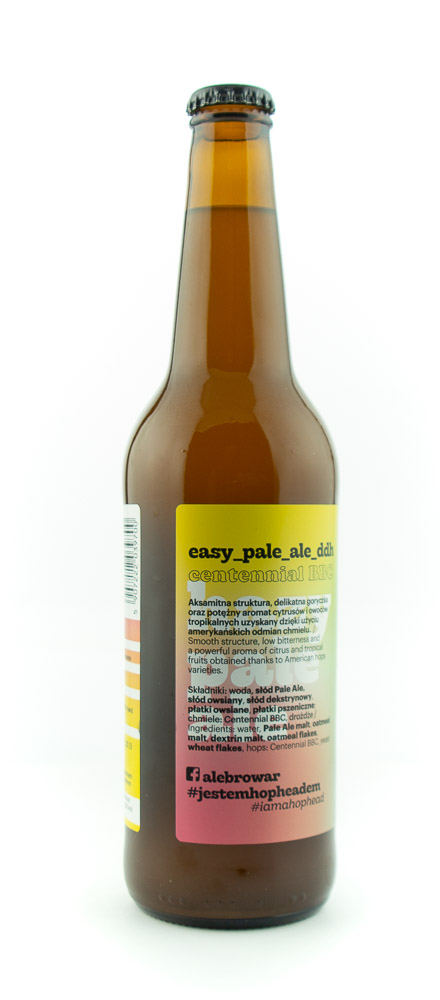 easy_pale_ale_ddh
centennial BBC
hazy
pale
Aksamitna struktura, delikatna goryczka
oraz potężny aromat cytrusów i owoców
tropikalnych uzyskany dzięki użyciu
amerykańskich odmian chmielu. /
Smooth structure, low bitterness and
a powerful aroma of citrus and tropical
fruits obtained thanks to American hops
varieties.
Składniki: woda, słód Pale Ale,
słód owsiany, słód dekstrynowy,
płatki owsiane, płatki pszeniczne
chmiele: Centennial BBC, drożdże /
Ingredients: water, Pale Ale malt, oatmeal
malt, dextrin malt, oatmeal flakes,
wheat flakes, hops: Centennial BBC, yeast
alebrowar
#jestemhopheadem
#iamahophead